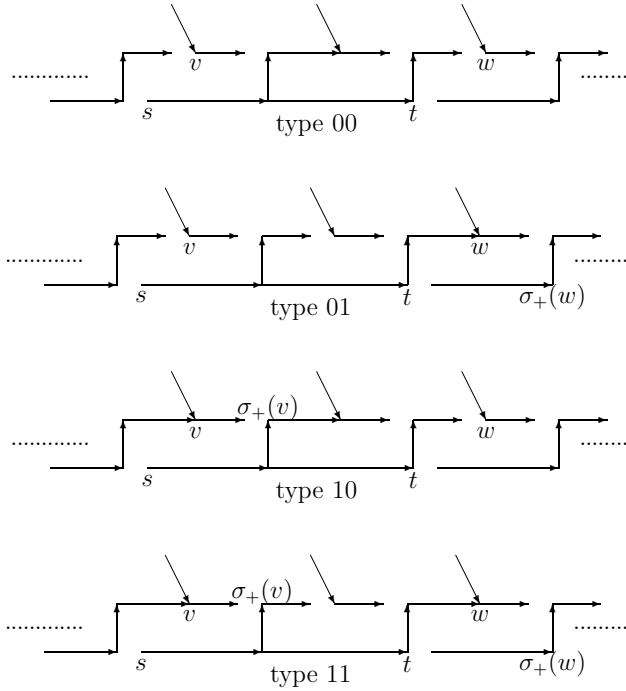 v w
s t
type 00
v w
s t σ₊(w)
type 01
σ₊(v)
v w
s t
type 10
σ₊(v)
v w
s t σ₊(w)
type 11